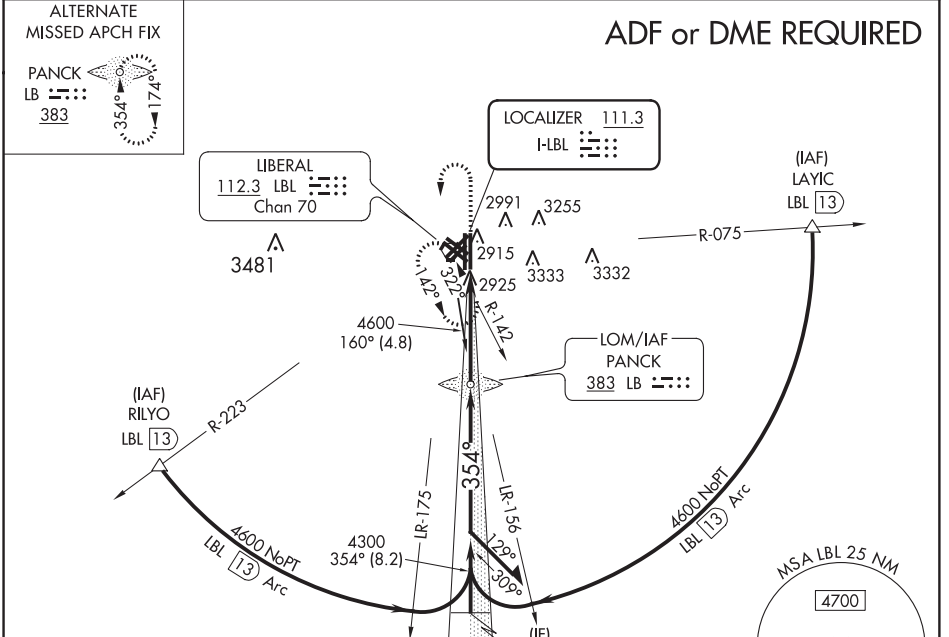 ALTERNATE
MISSED APCH FIX
PANCK
LB
383
354°
174°
ADF or DME REQUIRED
LOCALIZER 111.3
I-LBL
LIBERAL
112.3 LBL
Chan 70
3481
2991
3255
2915
3333
3332
2925
(IAF)
LAYIC
LBL 13
R-075
142°
322°
R-142
4600
160° (4.8)
LOM/IAF
PANCK
383 LB
(IAF)
RILYO
LBL 13
R-223
354°
LR-175
LR-156
4600 NoPT
LBL 13 Arc
4600 NoPT
LBL 13 Arc
4300
354° (8.2)
129°
309°
(IF)
MSA LBL 25 NM
4700